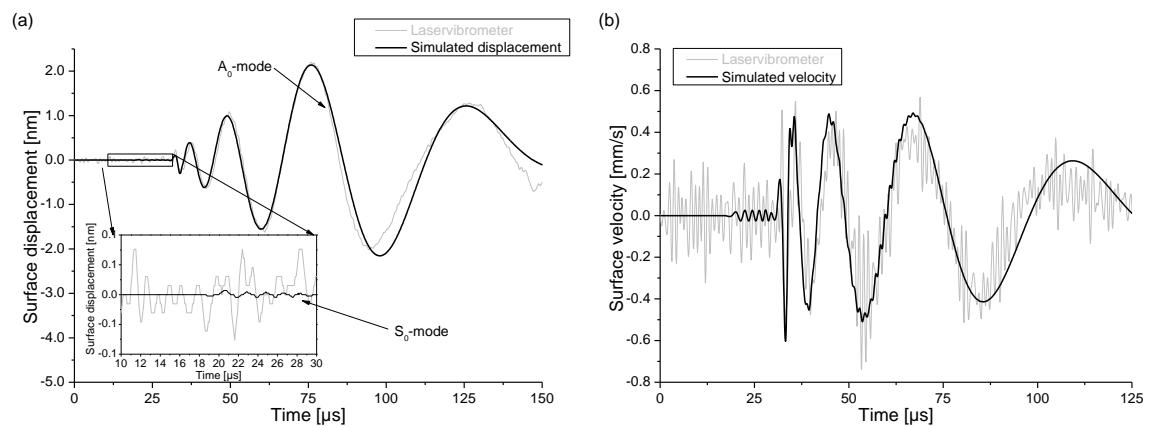 (a)
Laservibrometer
Simulated displacement
A0-mode
S0-mode
Surface displacement [nm]
2.0
1.0
0.0
-1.0
-2.0
-3.0
-4.0
-5.0
0 25 50 75 100 125 150
Time [µs]
Surface displacement [nm]
0.1
0.1
0.0
-0.1
-0.1
10 12 14 16 18 20 22 24 26 28 30
Time [µs]
(b)
Laservibrometer
Simulated velocity
Surface velocity [mm/s]
0.8
0.6
0.4
0.2
0.0
-0.2
-0.4
-0.6
-0.8
0 25 50 75 100 125
Time [µs]